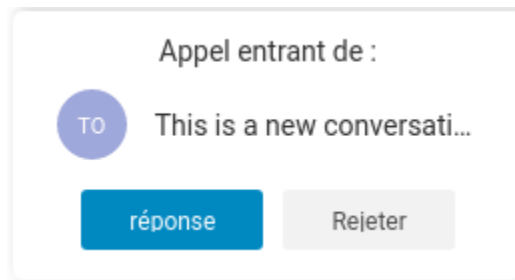 Appel entrant de :
TO
This is a new conversati...
réponse
Rejeter